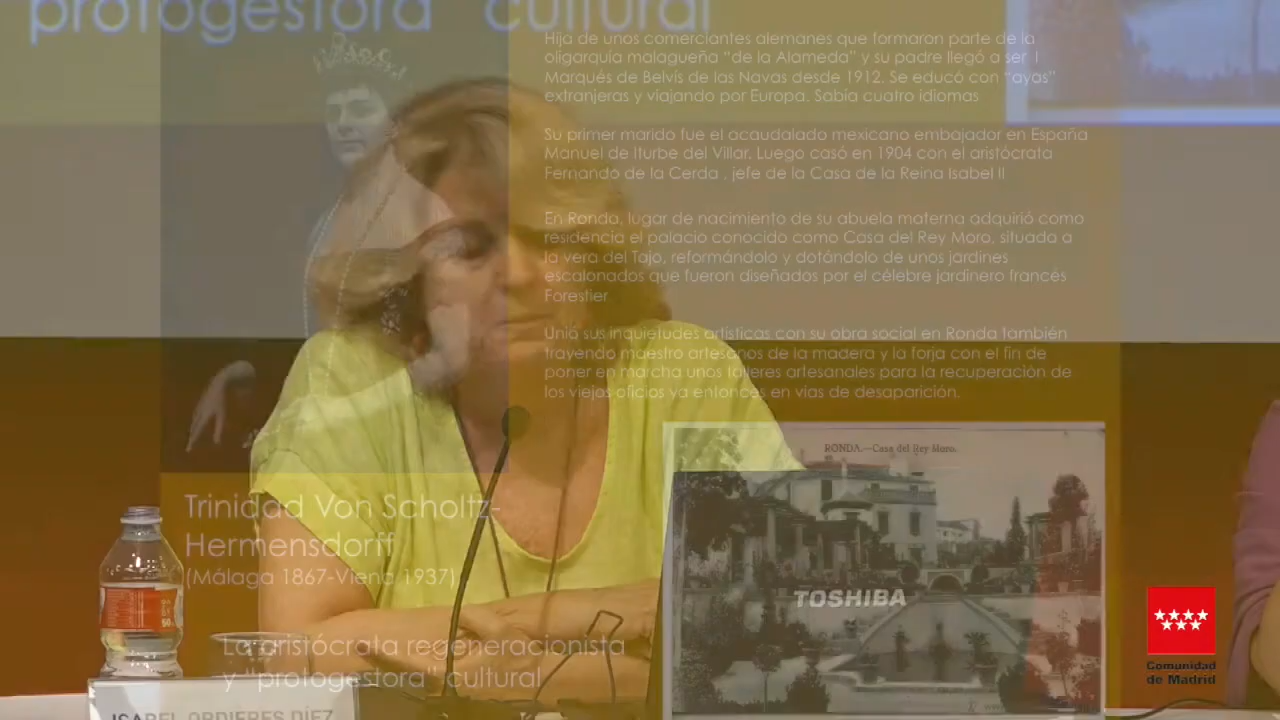 protogestora" cultural
Hija de unos comerciantes alemanes que formaron parte de la
oligarquía malagueña "de la Alameda" y su padre llegó a ser I
Marqués de Belvís de las Navas desde 1912. Se educó con "ayas"
extranjeras y viajando por Europa. Sabía cuatro idiomas
Su primer marido fue el acaudalado mexicano embajador en España
Manuel de Iturbe del Villar. Luego casó en 1904 con el aristócrata
Fernando de la Cerda , jefe de la Casa de la Reina Isabel II
En Ronda, lugar de nacimiento de su abuela materna adquirió como
residencia el palacio conocido como Casa del Rey Moro, situada a
la vera del Tajo, reformándolo y dotándolo de unos jardines
escalonados que fueron diseñados por el célebre jardinero francés
Forestier
Unió sus inquietudes artísticas con su obra social en Ronda también
trayendo maestro artesanos de la madera y la forja con el fin de
poner en marcha unos talleres artesanales para la recuperación de
los viejos oficios ya entonces en vías de desaparición.
RONDA.—Casa del Rey Moro.
Trinidad Von Scholtz-
Hermensdorff
(Málaga 1867-Viena 1937)
La aristócrata regeneracionista
y "protogestora" cultural
TOSHIBA
Comunidad
de Madrid
ISABEL ORDIERES DÍEZ